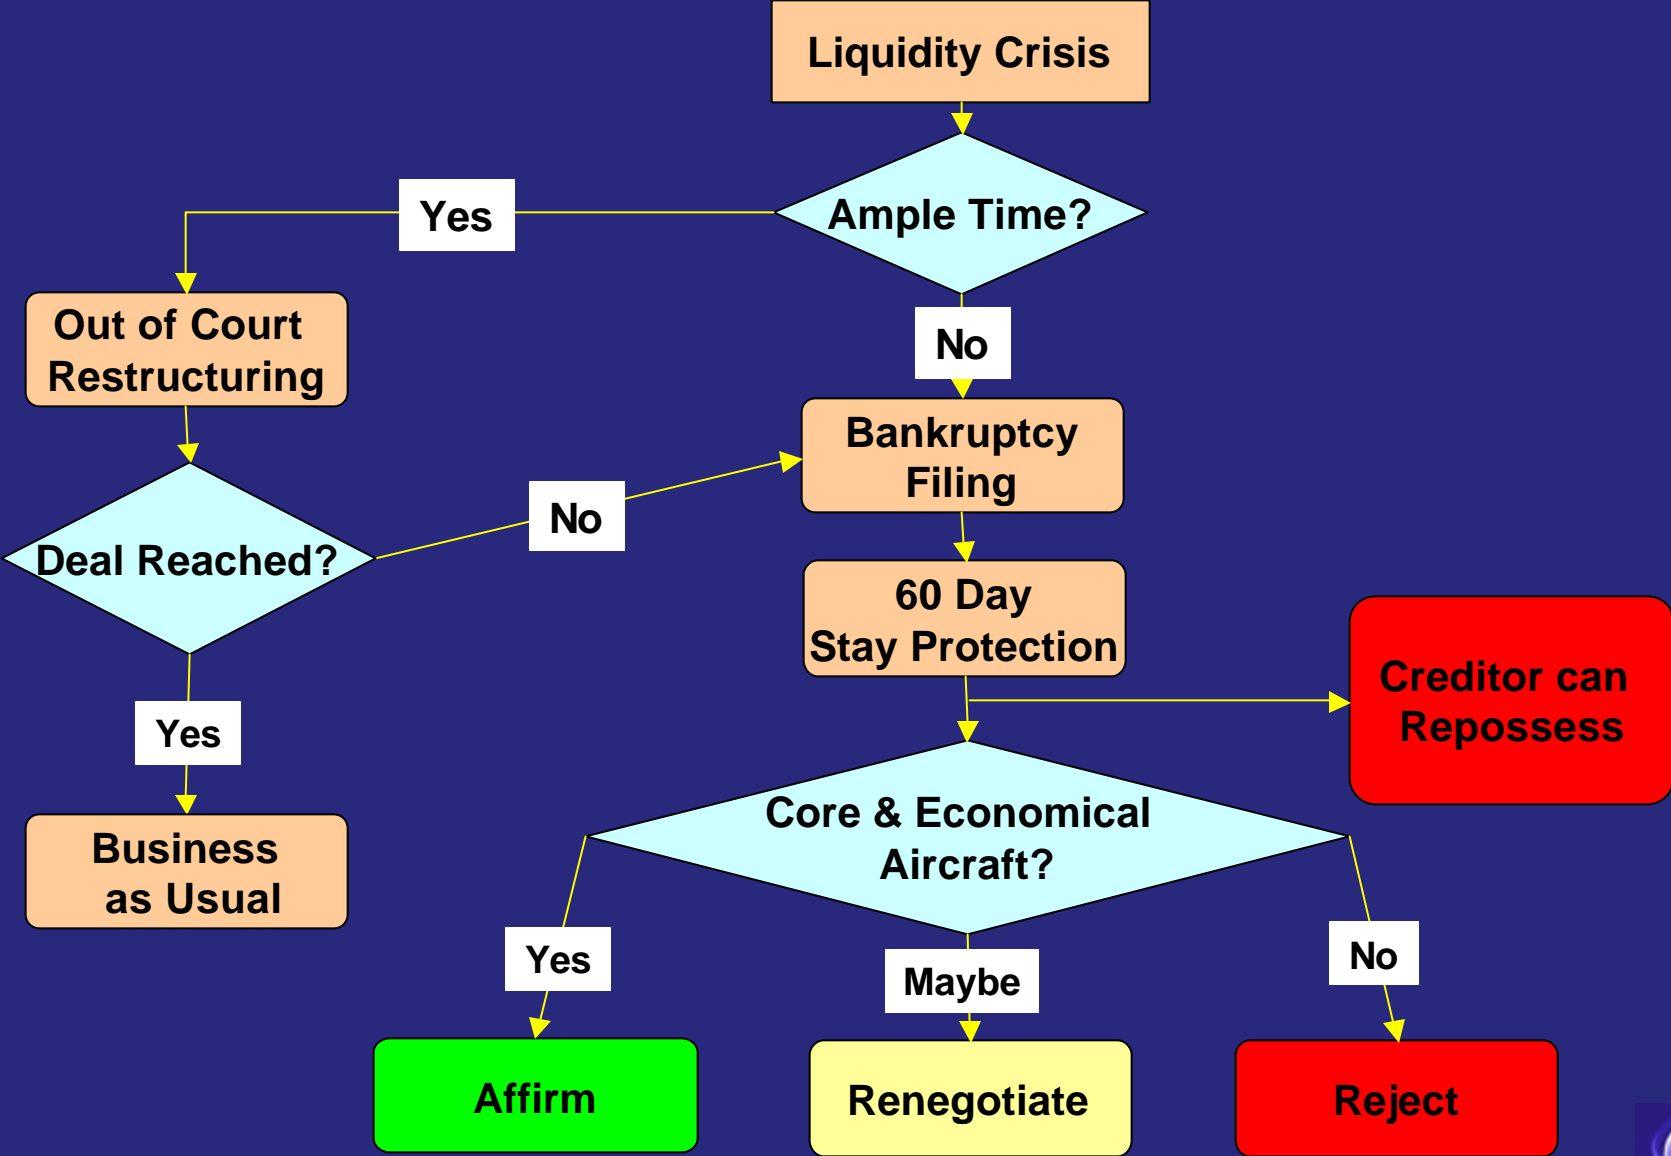 Liquidity Crisis
Ample Time?
Yes
No
Out of Court
Restructuring
Bankruptcy
Filing
No
Deal Reached?
60 Day
Stay Protection
Creditor can
Repossess
Yes
Core & Economical
Aircraft?
Business
as Usual
Yes
Maybe
No
Affirm
Renegotiate
Reject